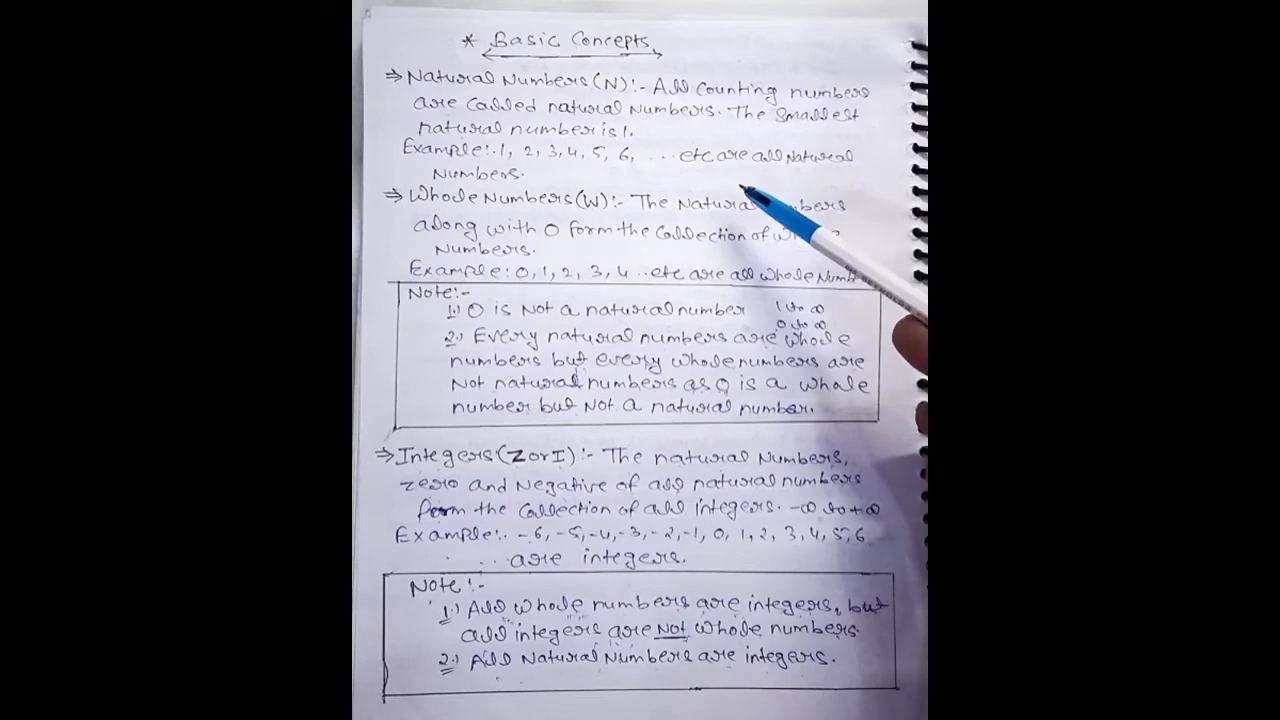 * Basic Concepts
⇒ Natural Numbers (N) :- All Counting numbers
are called natural Numbers. The Smallest
natural number is 1.
Example:- 1, 2, 3, 4, 5, 6, ... etc are all Natural
Numbers.
⇒ Whole Numbers (W) :- The Natural
along with 0 form the Collection of
Numbers.
Example: 0, 1, 2, 3, 4 ... etc are all whole
Note:-
1.) 0 is Not a natural number 1 to ∞
0 to ∞
2.) Every natural numbers are whole
numbers but every whole numbers are
Not natural numbers as 0 is a whole
number but Not a natural number.
⇒ Integers (Z or I) :- The natural Numbers,
zero and Negative of all natural numbers
form the Collection of all integers. -∞ to +∞
Example:- -6, -5, -4, -3, -2, -1, 0, 1, 2, 3, 4, 5, 6
... are integers.
Note:-
1.) All whole numbers are integers, but
all integers are Not whole numbers.
2.) All Natural Numbers are integers.